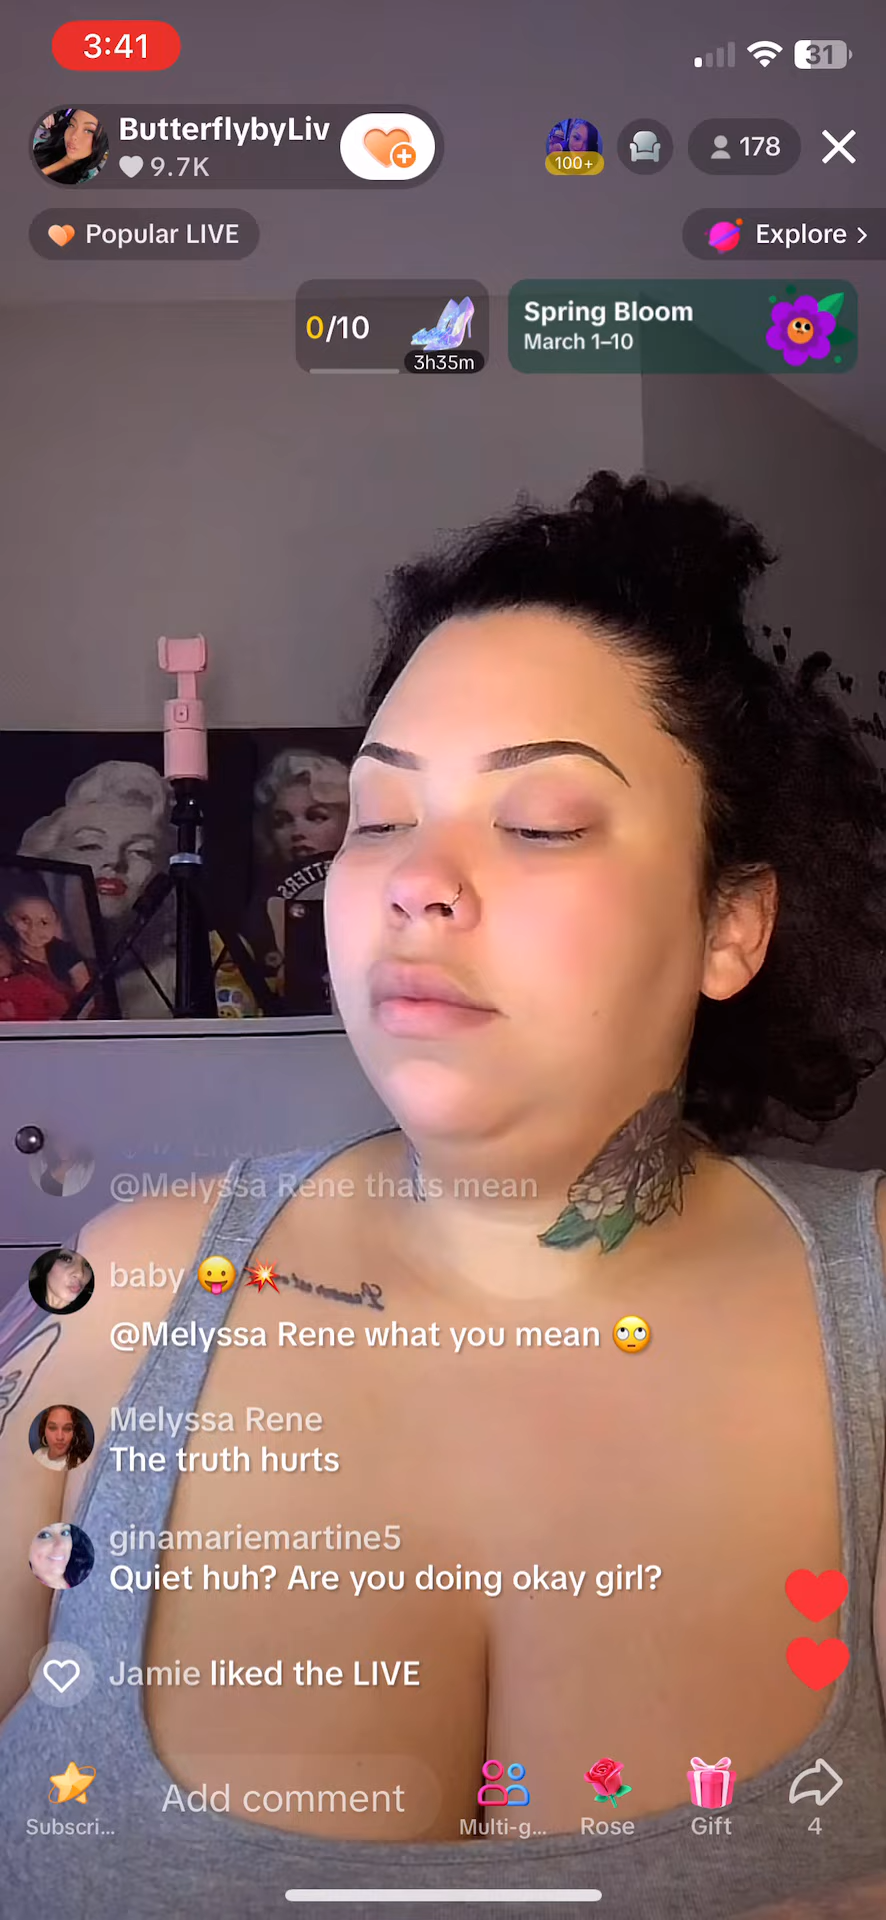 3:41
31
ButterflybyLiv
9.7K
100+
178
Popular LIVE
Explore
0/10
3h35m
Spring Bloom
March 1–10
@Melyssa Rene thats mean
baby 😛💥
@Melyssa Rene what you mean 🙄
Melyssa Rene
The truth hurts
ginamariemartine5
Quiet huh? Are you doing okay girl?
Jamie liked the LIVE
Add comment
Subscri...
Multi-g...
Rose
Gift
4